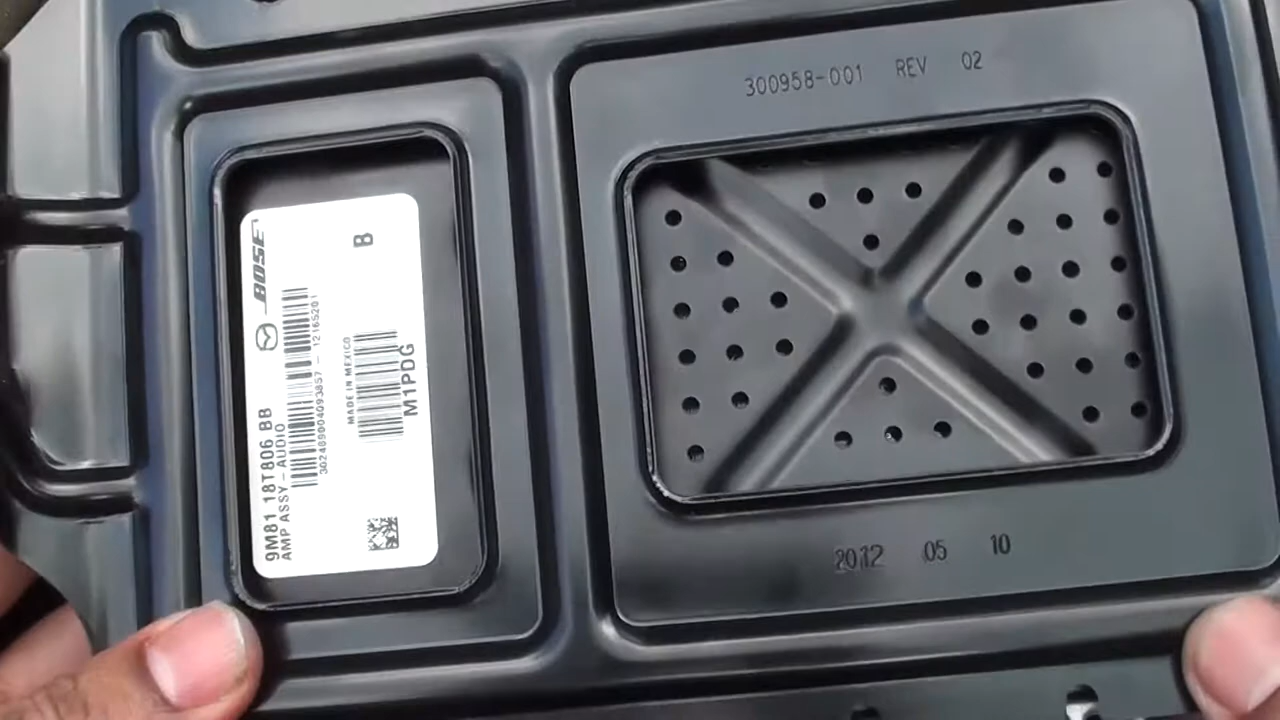 300958-001 REV 02
BOSE
B
9M81 18T806 BB
AMP ASSY - AUDIO
MADE IN MEXICO
M1PDG
2012 05 10